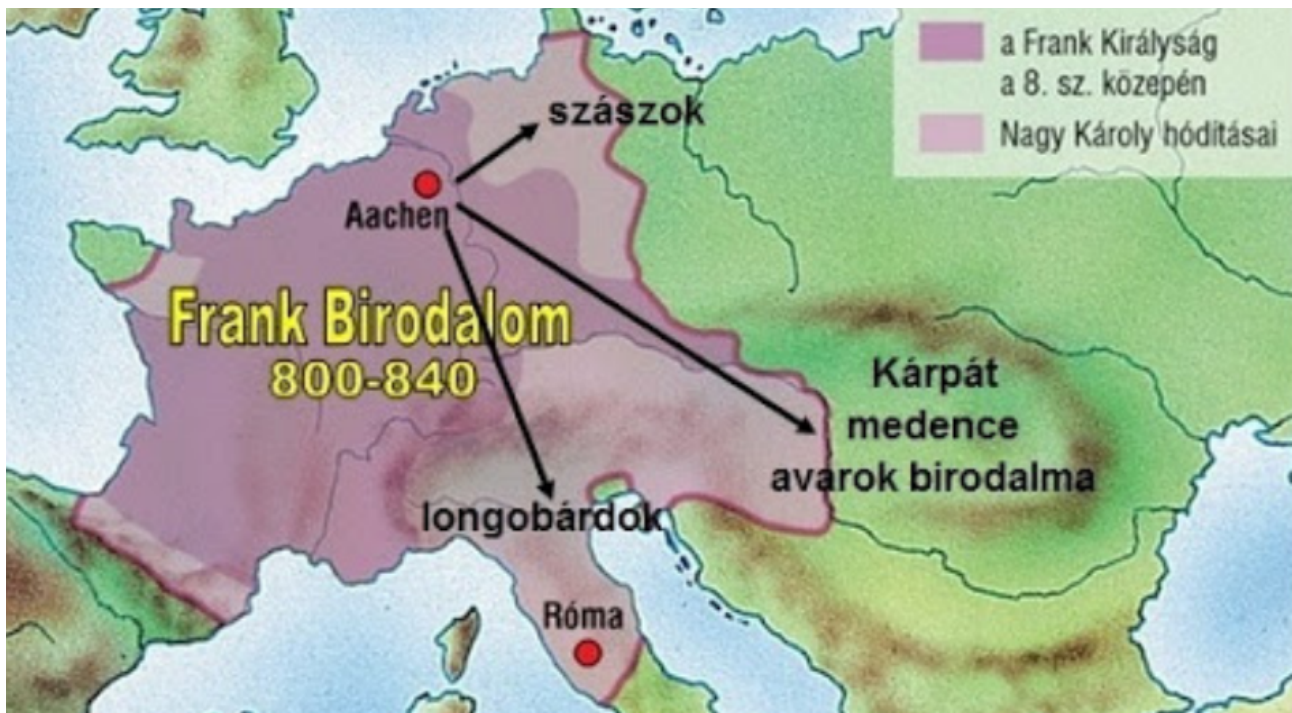 a Frank Királyság
a 8. sz. közepén
Nagy Károly hódításai
szászok
Aachen
Frank Birodalom
800-840
Kárpát
medence
avarok birodalma
longobárdok
Róma